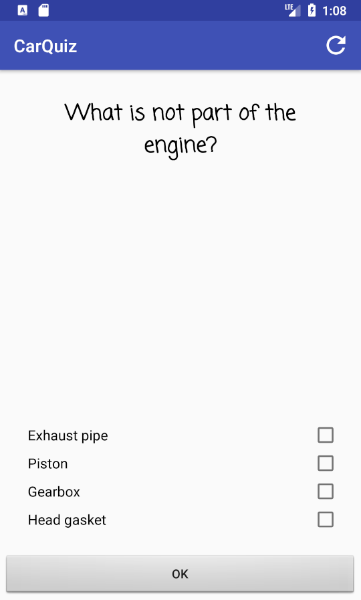 LTE
1:08
CarQuiz
What is not part of the
engine?
Exhaust pipe
Piston
Gearbox
Head gasket
OK